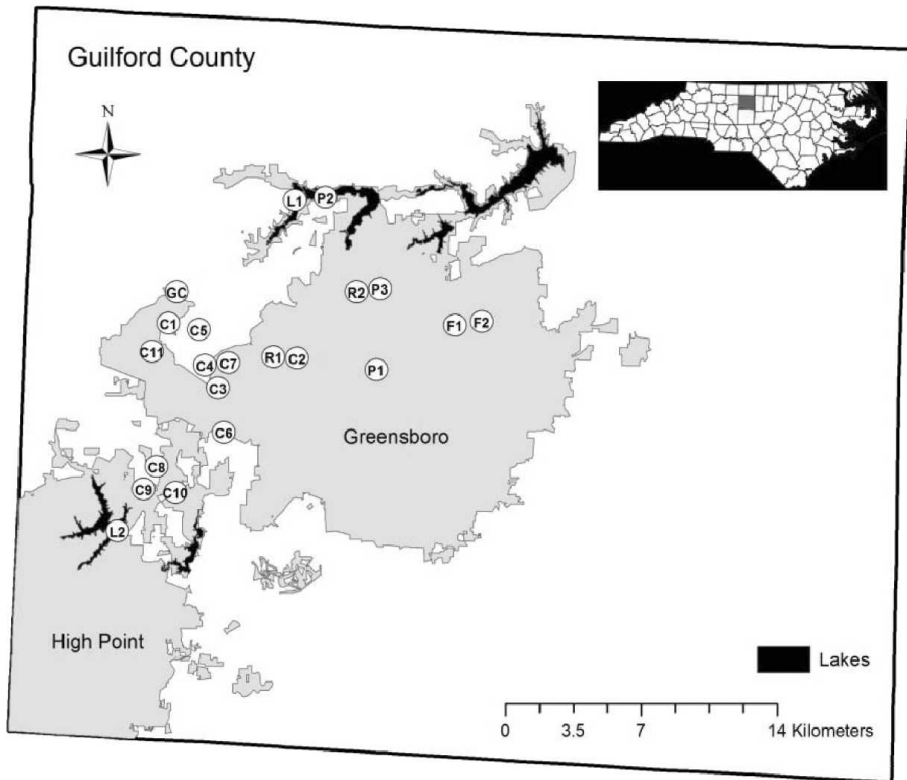 Guilford County
N
L1
P2
GC
R2
P3
C1
C5
F1
F2
C11
C4
C7
R1
C2
P1
C3
C6
Greensboro
C8
C9
C10
L2
High Point
Lakes
0
3.5
7
14 Kilometers